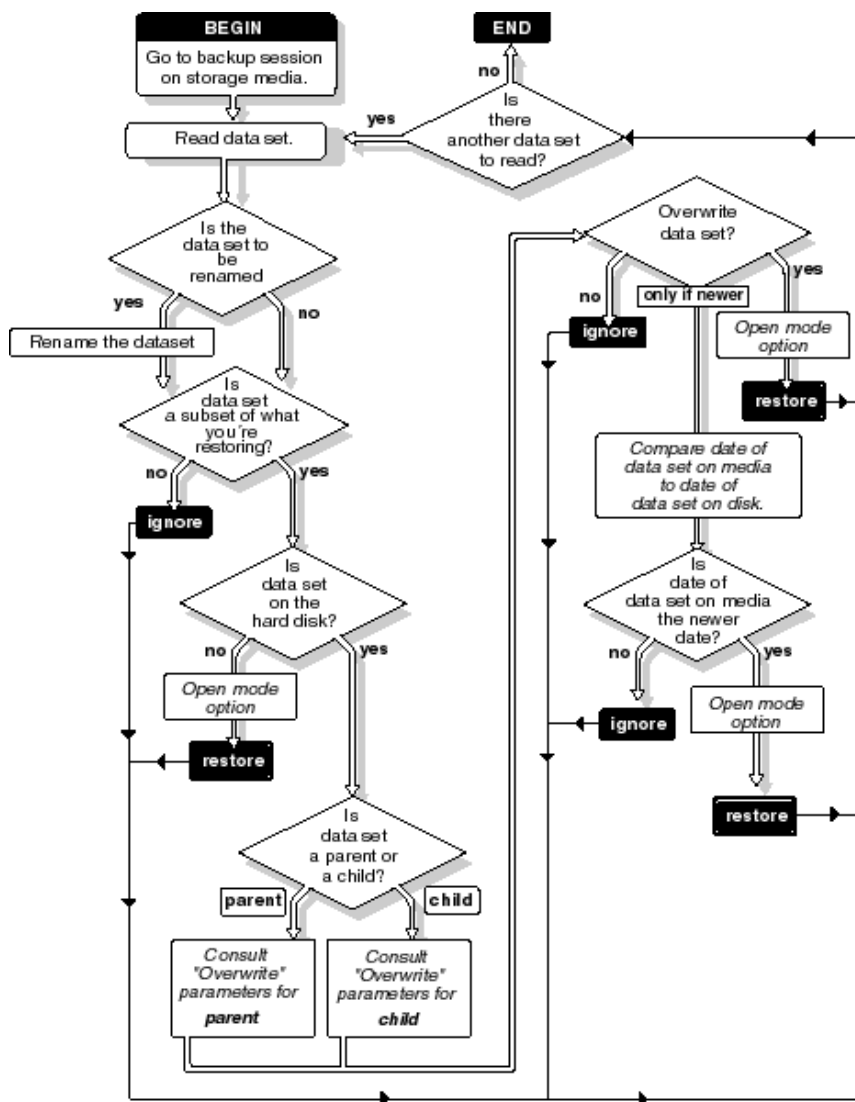 BEGIN
Go to backup session
on storage media.
END
no
Is
there
another data set
to read?
yes
Read data set.
Is the
data set to
be
renamed
yes
no
Rename the dataset
Is
data set
a subset of what
you're
restoring?
no
yes
ignore
Is
data set
on the
hard disk?
no
yes
Open mode
option
restore
Is
data set
a parent or
a child?
parent
child
Consult
"Overwrite"
parameters for
parent
Consult
"Overwrite"
parameters for
child
Overwrite
data set?
no
only if newer
yes
ignore
Open mode
option
restore
Compare date of
data set on media
to date of
data set on disk.
Is
date of
data set on media
the newer
date?
no
yes
ignore
Open mode
option
restore